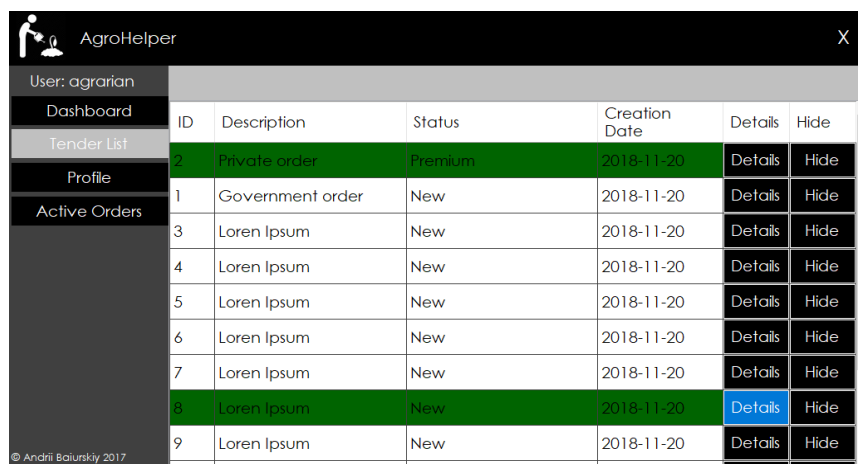 AgroHelper X
User: agrarian
Dashboard
Tender List
Profile
Active Orders
© Andrii Baiurskiy 2017
ID Description Status Creation Date Details Hide
2 Private order Premium 2018-11-20 Details Hide
1 Government order New 2018-11-20 Details Hide
3 Loren Ipsum New 2018-11-20 Details Hide
4 Loren Ipsum New 2018-11-20 Details Hide
5 Loren Ipsum New 2018-11-20 Details Hide
6 Loren Ipsum New 2018-11-20 Details Hide
7 Loren Ipsum New 2018-11-20 Details Hide
8 Loren Ipsum New 2018-11-20 Details Hide
9 Loren Ipsum New 2018-11-20 Details Hide